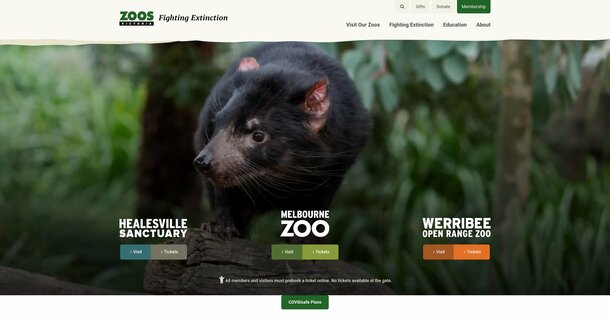 Gifts
Donate
Membership
ZOOS
VICTORIA
Fighting Extinction
Visit Our Zoos
Fighting Extinction
Education
About
HEALESVILLE
SANCTUARY
› Visit
› Tickets
MELBOURNE
ZOO
› Visit
› Tickets
WERRIBEE
OPEN RANGE ZOO
› Visit
› Tickets
All members and visitors must prebook a ticket online. No tickets available at the gate.
COVIDsafe Plans